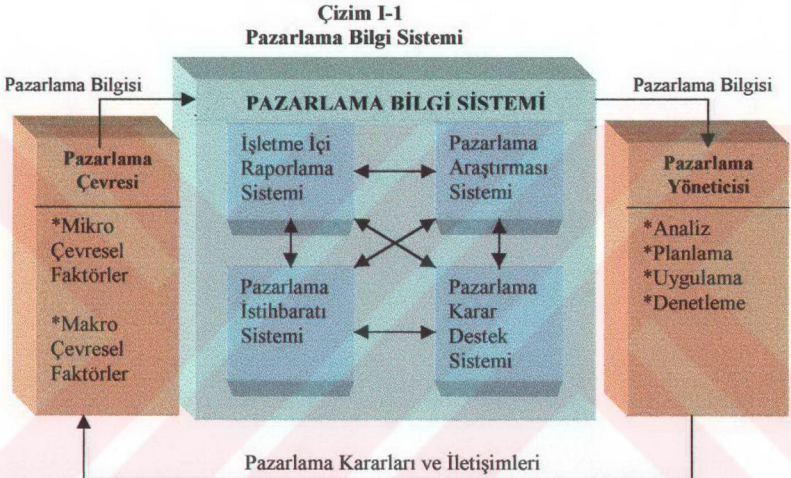 Çizim I-1
Pazarlama Bilgi Sistemi
Pazarlama Bilgisi
Pazarlama Bilgisi
PAZARLAMA BİLGİ SİSTEMİ
Pazarlama
Çevresi
*Mikro
Çevresel
Faktörler
*Makro
Çevresel
Faktörler
İşletme İçi
Raporlama
Sistemi
Pazarlama
Araştırması
Sistemi
Pazarlama
İstihbaratı
Sistemi
Pazarlama
Karar
Destek
Sistemi
Pazarlama
Yöneticisi
*Analiz
*Planlama
*Uygulama
*Denetleme
Pazarlama Kararları ve İletişimleri